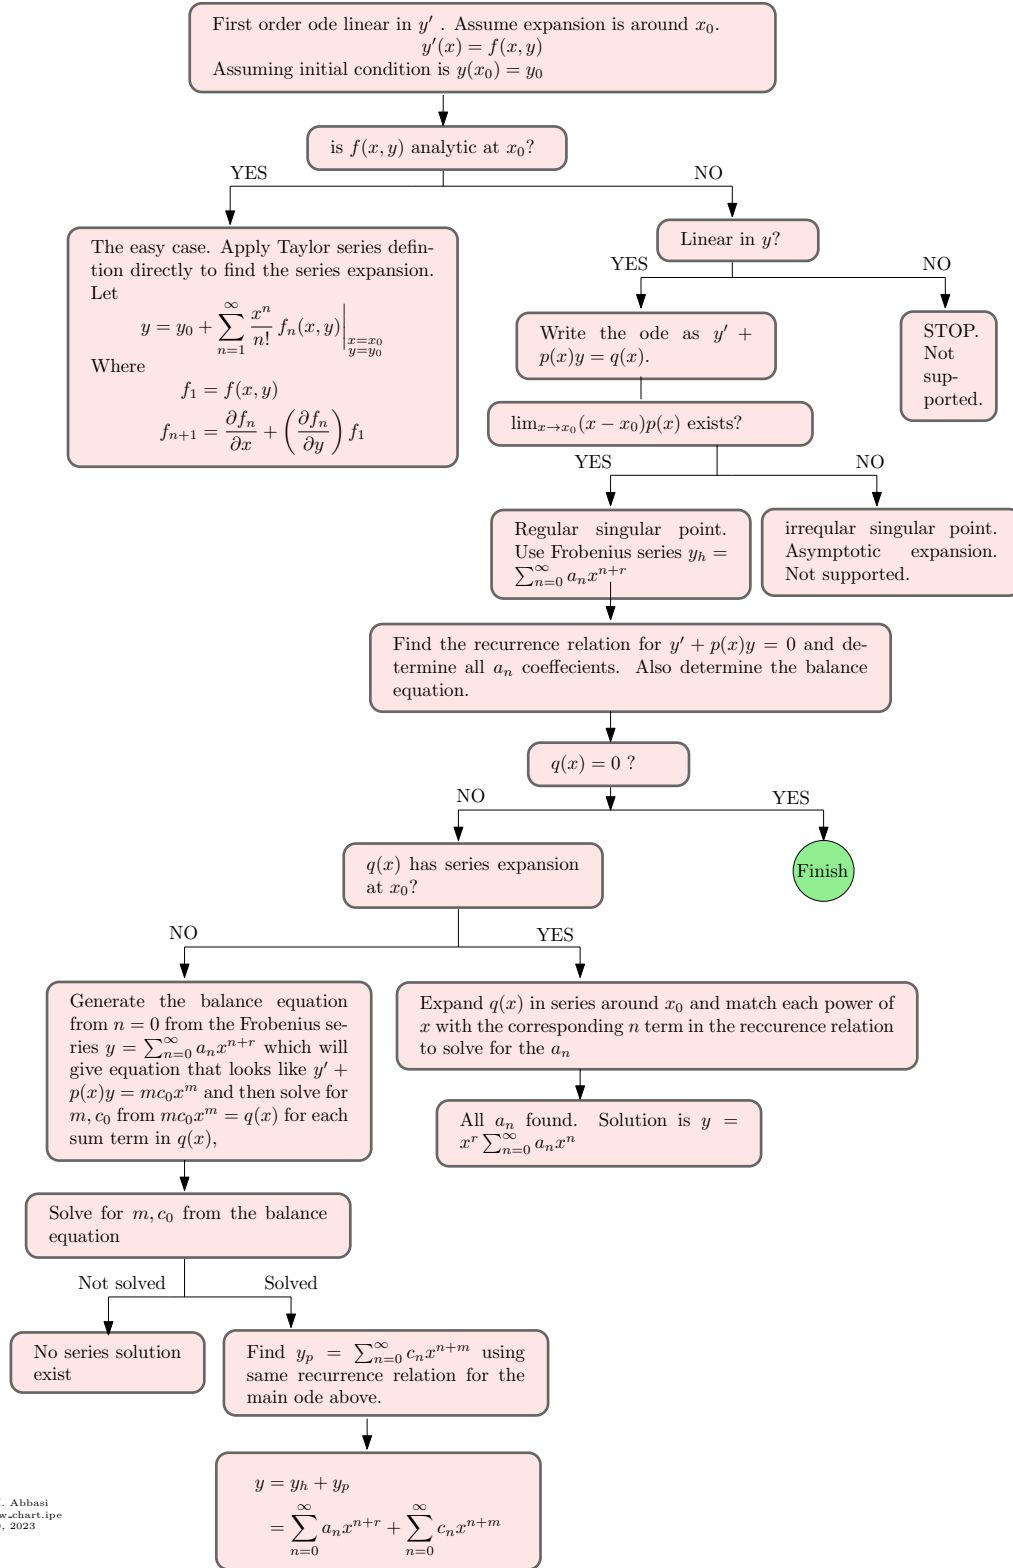 First order ode linear in y′ . Assume expansion is around x₀.
y′(x) = f(x, y)
Assuming initial condition is y(x₀) = y₀
is f(x, y) analytic at x₀?
YES
NO
The easy case. Apply Taylor series defin-
tion directly to find the series expansion.
Let
y = y₀ + ∑_{n=1}^{∞} xⁿ/n! fₙ(x, y)|_{x=x₀, y=y₀}
Where
f₁ = f(x, y)
fₙ₊₁ = ∂fₙ/∂x + (∂fₙ/∂y) f₁
Linear in y?
YES
NO
Write the ode as y′ +
p(x)y = q(x).
STOP.
Not
sup-
ported.
lim_{x→x₀}(x − x₀)p(x) exists?
YES
NO
Regular singular point.
Use Frobenius series y_h =
∑_{n=0}^{∞} aₙx^{n+r}
irreqular singular point.
Asymptotic expansion.
Not supported.
Find the recurrence relation for y′ + p(x)y = 0 and de-
termine all aₙ coeffecients. Also determine the balance
equation.
q(x) = 0 ?
NO
YES
q(x) has series expansion
at x₀?
Finish
NO
YES
Generate the balance equation
from n = 0 from the Frobenius se-
ries y = ∑_{n=0}^{∞} aₙx^{n+r} which will
give equation that looks like y′ +
p(x)y = mc₀x^m and then solve for
m, c₀ from mc₀x^m = q(x) for each
sum term in q(x),
Expand q(x) in series around x₀ and match each power of
x with the corresponding n term in the reccurence relation
to solve for the aₙ
All aₙ found. Solution is y =
x^r ∑_{n=0}^{∞} aₙxⁿ
Solve for m, c₀ from the balance
equation
Not solved
Solved
No series solution
exist
Find y_p = ∑_{n=0}^{∞} cₙx^{n+m} using
same recurrence relation for the
main ode above.
y = y_h + y_p
= ∑_{n=0}^{∞} aₙx^{n+r} + ∑_{n=0}^{∞} cₙx^{n+m}
. Abbasi
chart.ipe
, 2023